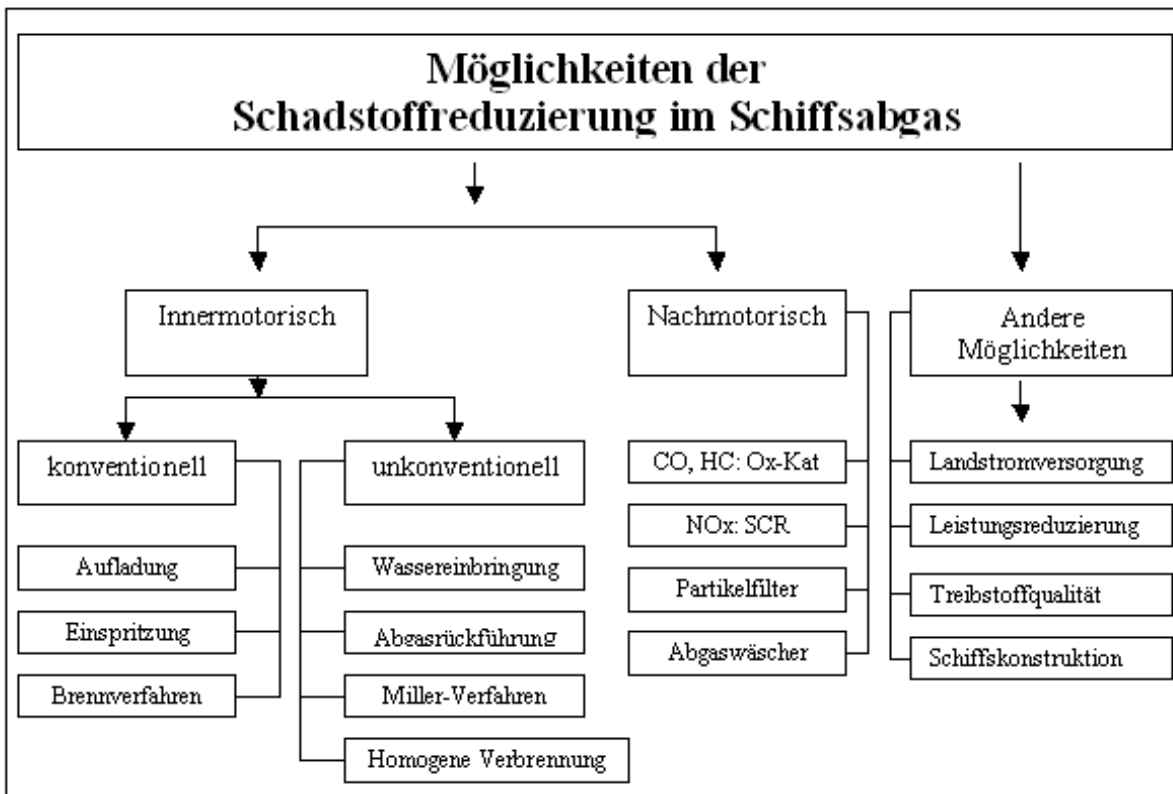 Möglichkeiten der
Schadstoffreduzierung im Schiffsabgas
Innermotorisch
Nachmotorisch
Andere
Möglichkeiten
konventionell
unkonventionell
CO, HC: Ox-Kat
Landstromversorgung
NOx: SCR
Leistungsreduzierung
Aufladung
Wassereinbringung
Partikelfilter
Treibstoffqualität
Einspritzung
Abgasrückführung
Abgaswäscher
Schiffskonstruktion
Brennverfahren
Miller-Verfahren
Homogene Verbrennung